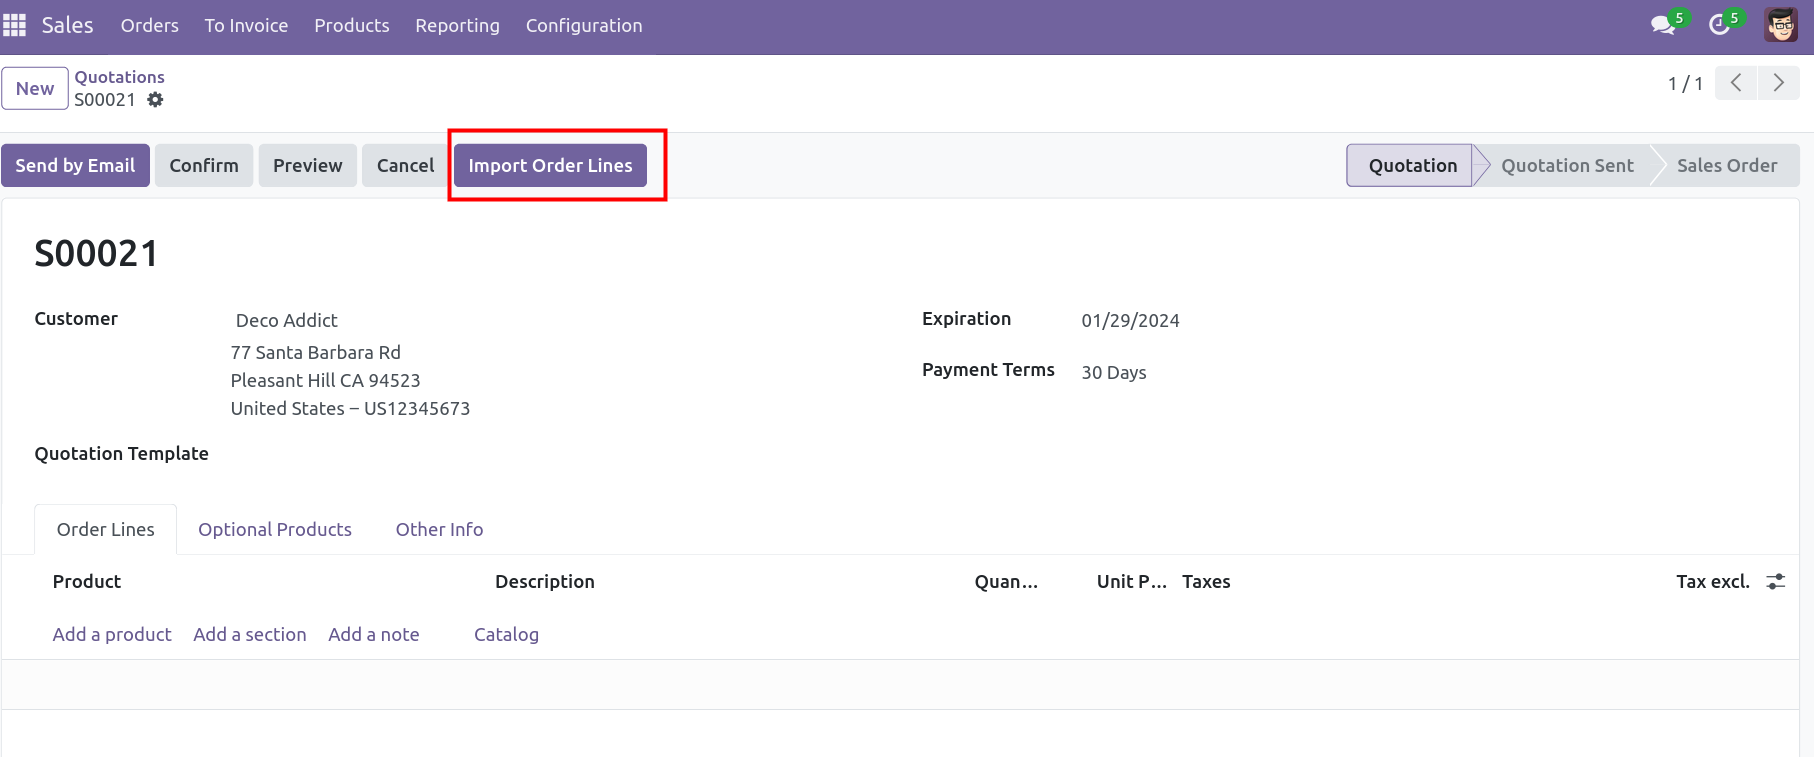 Sales Orders To Invoice Products Reporting Configuration 5 5
New Quotations
S00021
1 / 1
Send by Email Confirm Preview Cancel Import Order Lines Quotation Quotation Sent Sales Order
S00021
Customer Deco Addict Expiration 01/29/2024
77 Santa Barbara Rd
Pleasant Hill CA 94523 Payment Terms 30 Days
United States – US12345673
Quotation Template
Order Lines Optional Products Other Info
Product Description Quan... Unit P... Taxes Tax excl.
Add a product Add a section Add a note Catalog